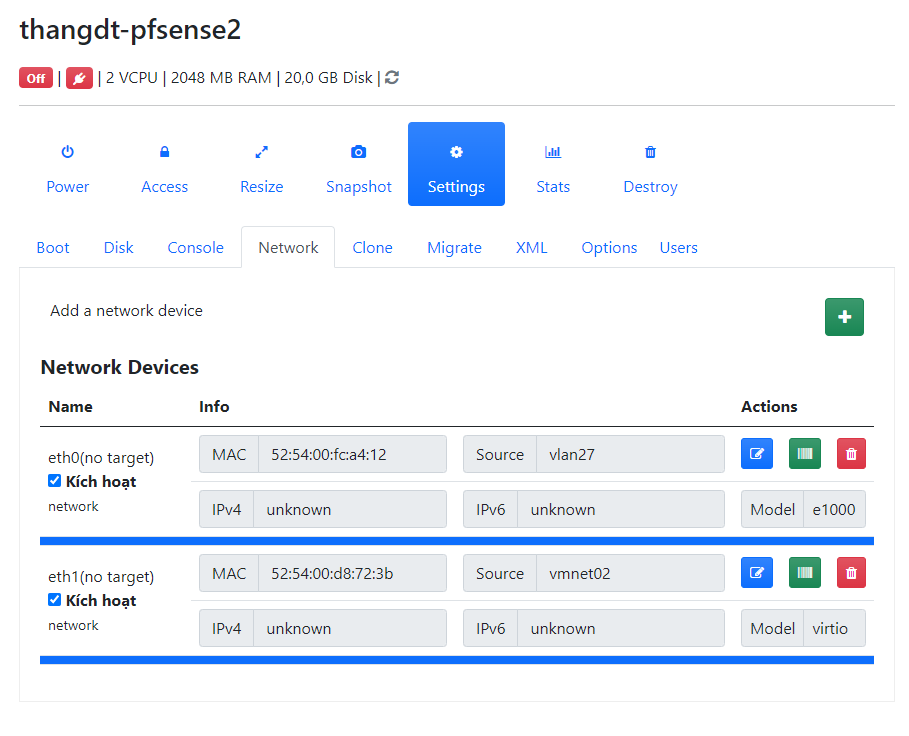 thangdt-pfsense2
Off | | 2 VCPU | 2048 MB RAM | 20,0 GB Disk |
Power Access Resize Snapshot Settings Stats Destroy
Boot Disk Console Network Clone Migrate XML Options Users
Add a network device
Network Devices
Name Info Actions
eth0(no target) MAC 52:54:00:fc:a4:12 Source vlan27
Kích hoạt
network IPv4 unknown IPv6 unknown Model e1000
eth1(no target) MAC 52:54:00:d8:72:3b Source vmnet02
Kích hoạt
network IPv4 unknown IPv6 unknown Model virtio